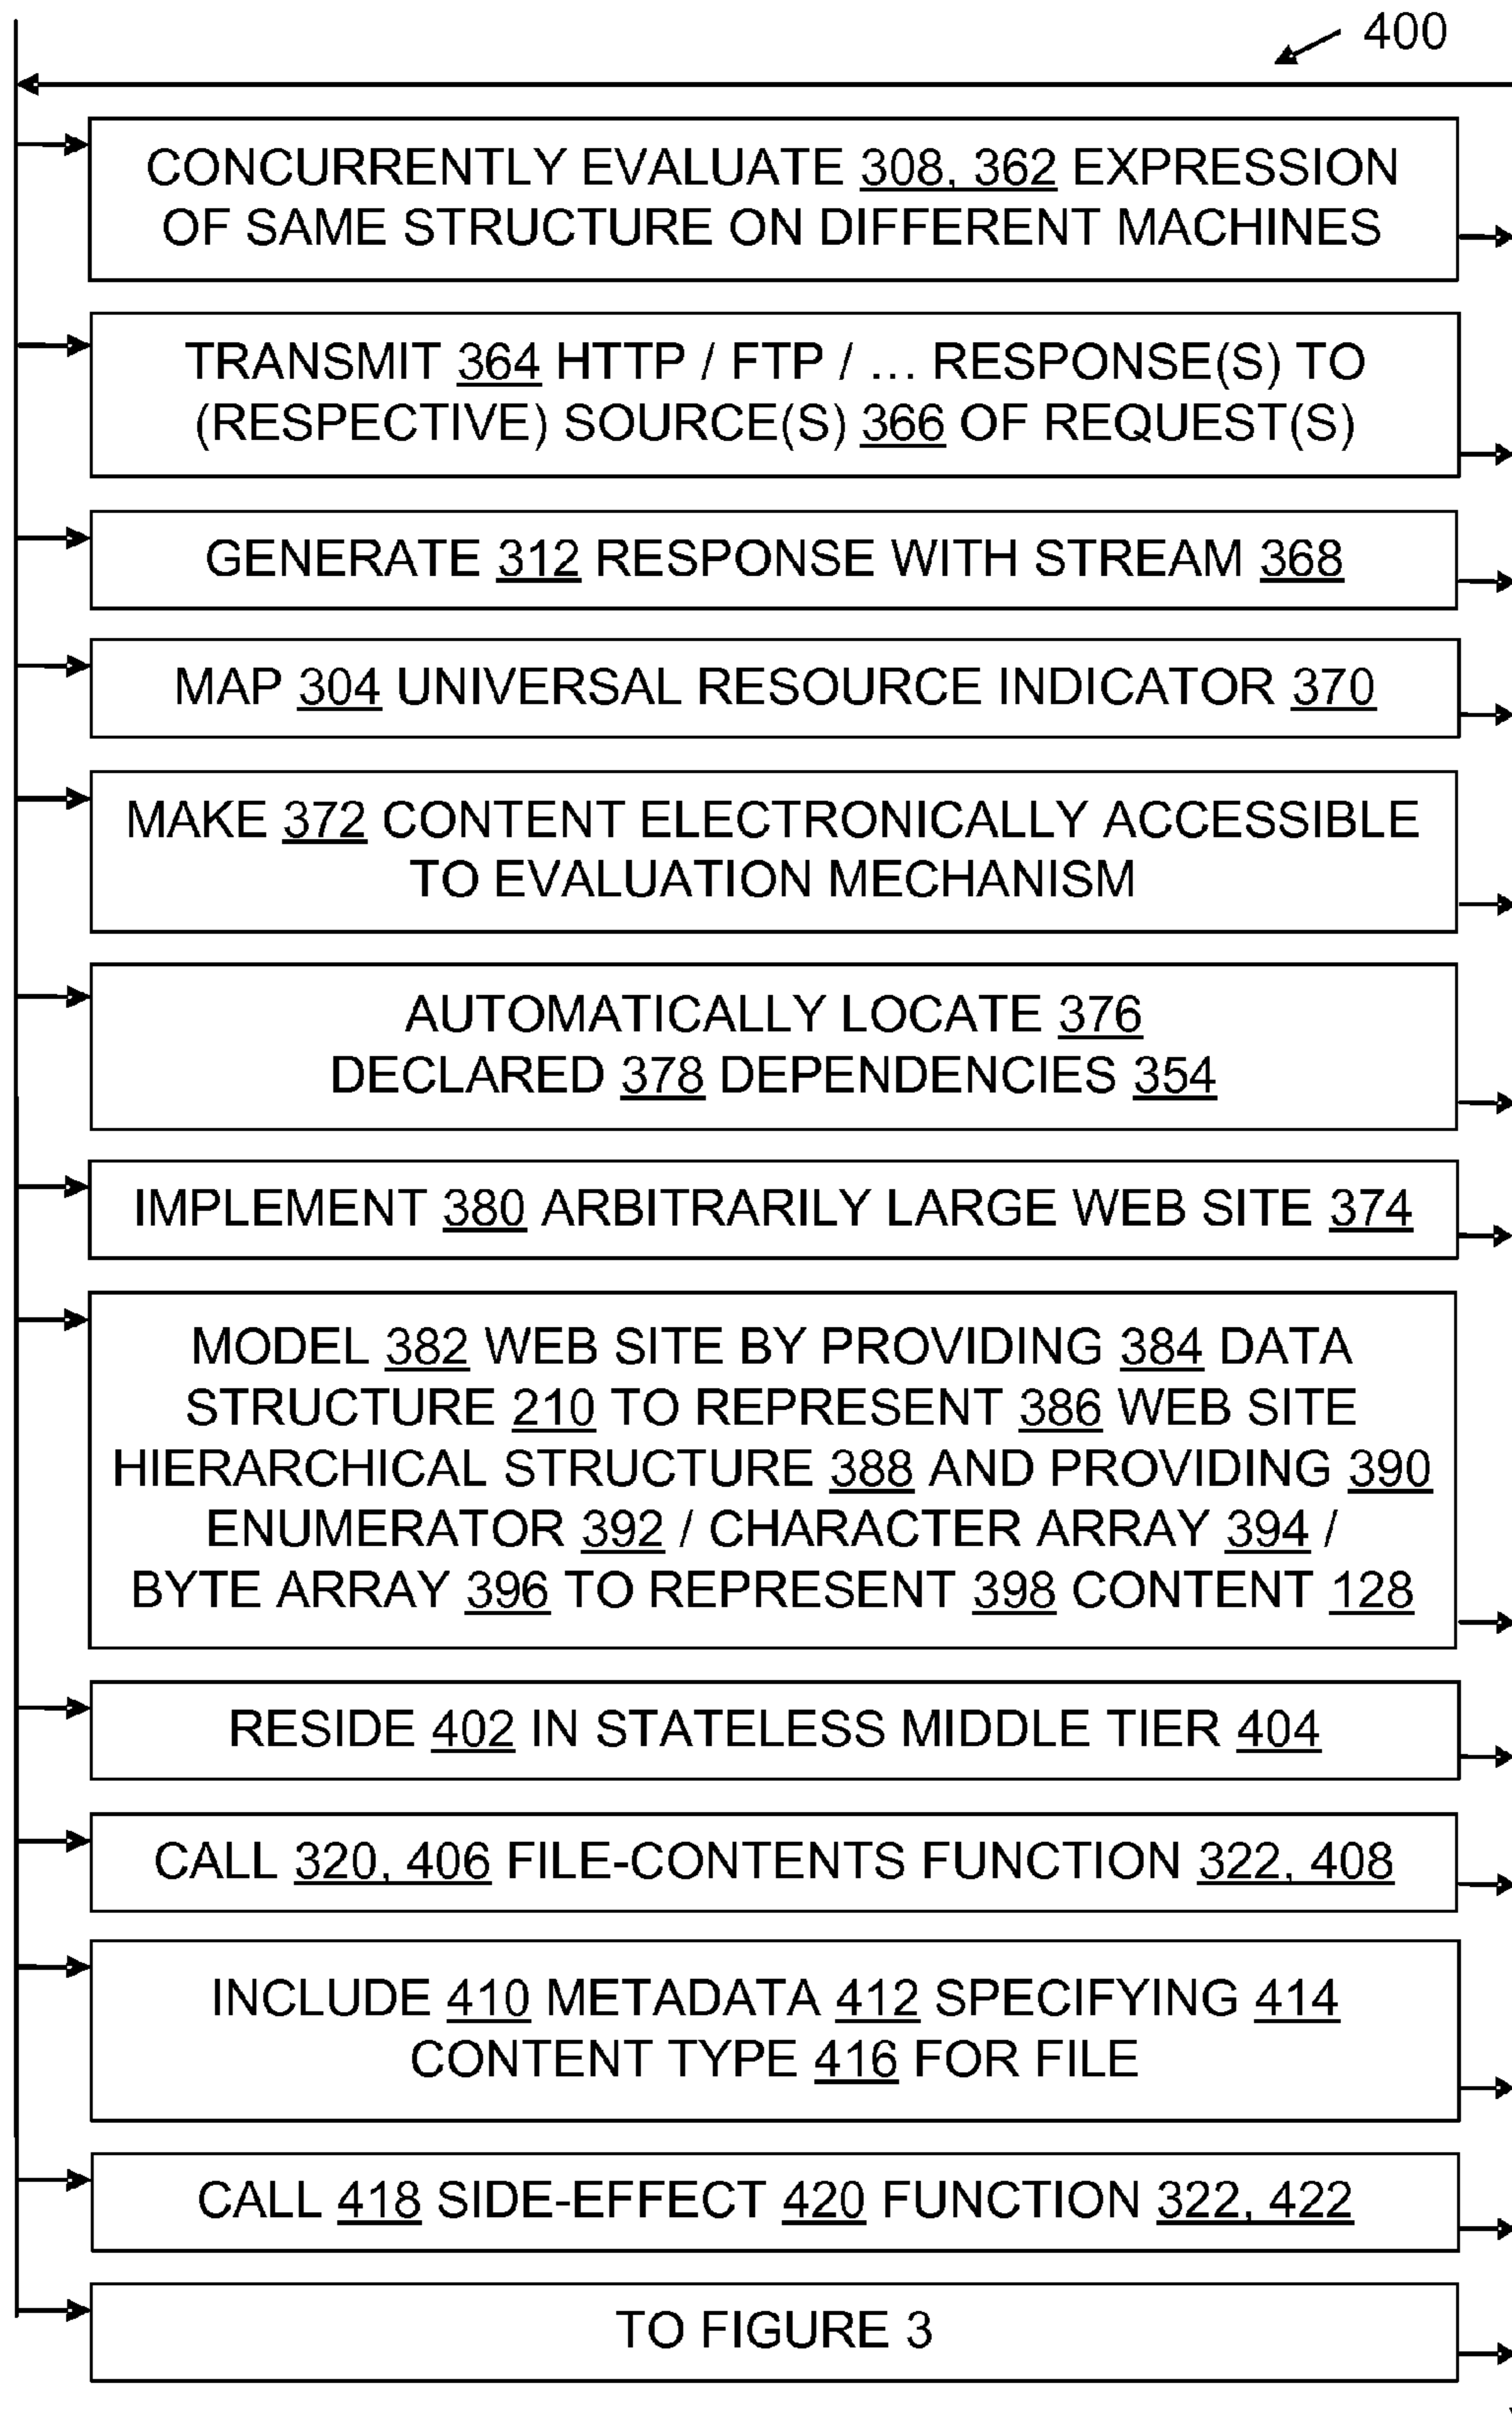 400
CONCURRENTLY EVALUATE 308, 362 EXPRESSION
OF SAME STRUCTURE ON DIFFERENT MACHINES
TRANSMIT 364 HTTP / FTP / ... RESPONSE(S) TO
(RESPECTIVE) SOURCE(S) 366 OF REQUEST(S)
GENERATE 312 RESPONSE WITH STREAM 368
MAP 304 UNIVERSAL RESOURCE INDICATOR 370
MAKE 372 CONTENT ELECTRONICALLY ACCESSIBLE
TO EVALUATION MECHANISM
AUTOMATICALLY LOCATE 376
DECLARED 378 DEPENDENCIES 354
IMPLEMENT 380 ARBITRARILY LARGE WEB SITE 374
MODEL 382 WEB SITE BY PROVIDING 384 DATA
STRUCTURE 210 TO REPRESENT 386 WEB SITE
HIERARCHICAL STRUCTURE 388 AND PROVIDING 390
ENUMERATOR 392 / CHARACTER ARRAY 394 /
BYTE ARRAY 396 TO REPRESENT 398 CONTENT 128
RESIDE 402 IN STATELESS MIDDLE TIER 404
CALL 320, 406 FILE-CONTENTS FUNCTION 322, 408
INCLUDE 410 METADATA 412 SPECIFYING 414
CONTENT TYPE 416 FOR FILE
CALL 418 SIDE-EFFECT 420 FUNCTION 322, 422
TO FIGURE 3